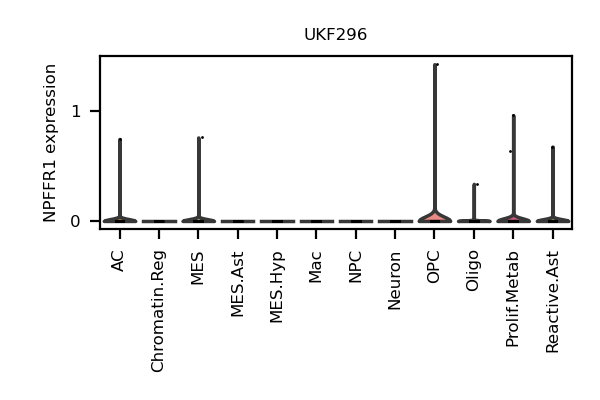 UKF296
NPFFR1 expression
1
0
AC
Chromatin.Reg
MES
MES.Ast
MES.Hyp
Mac
NPC
Neuron
OPC
Oligo
Prolif.Metab
Reactive.Ast